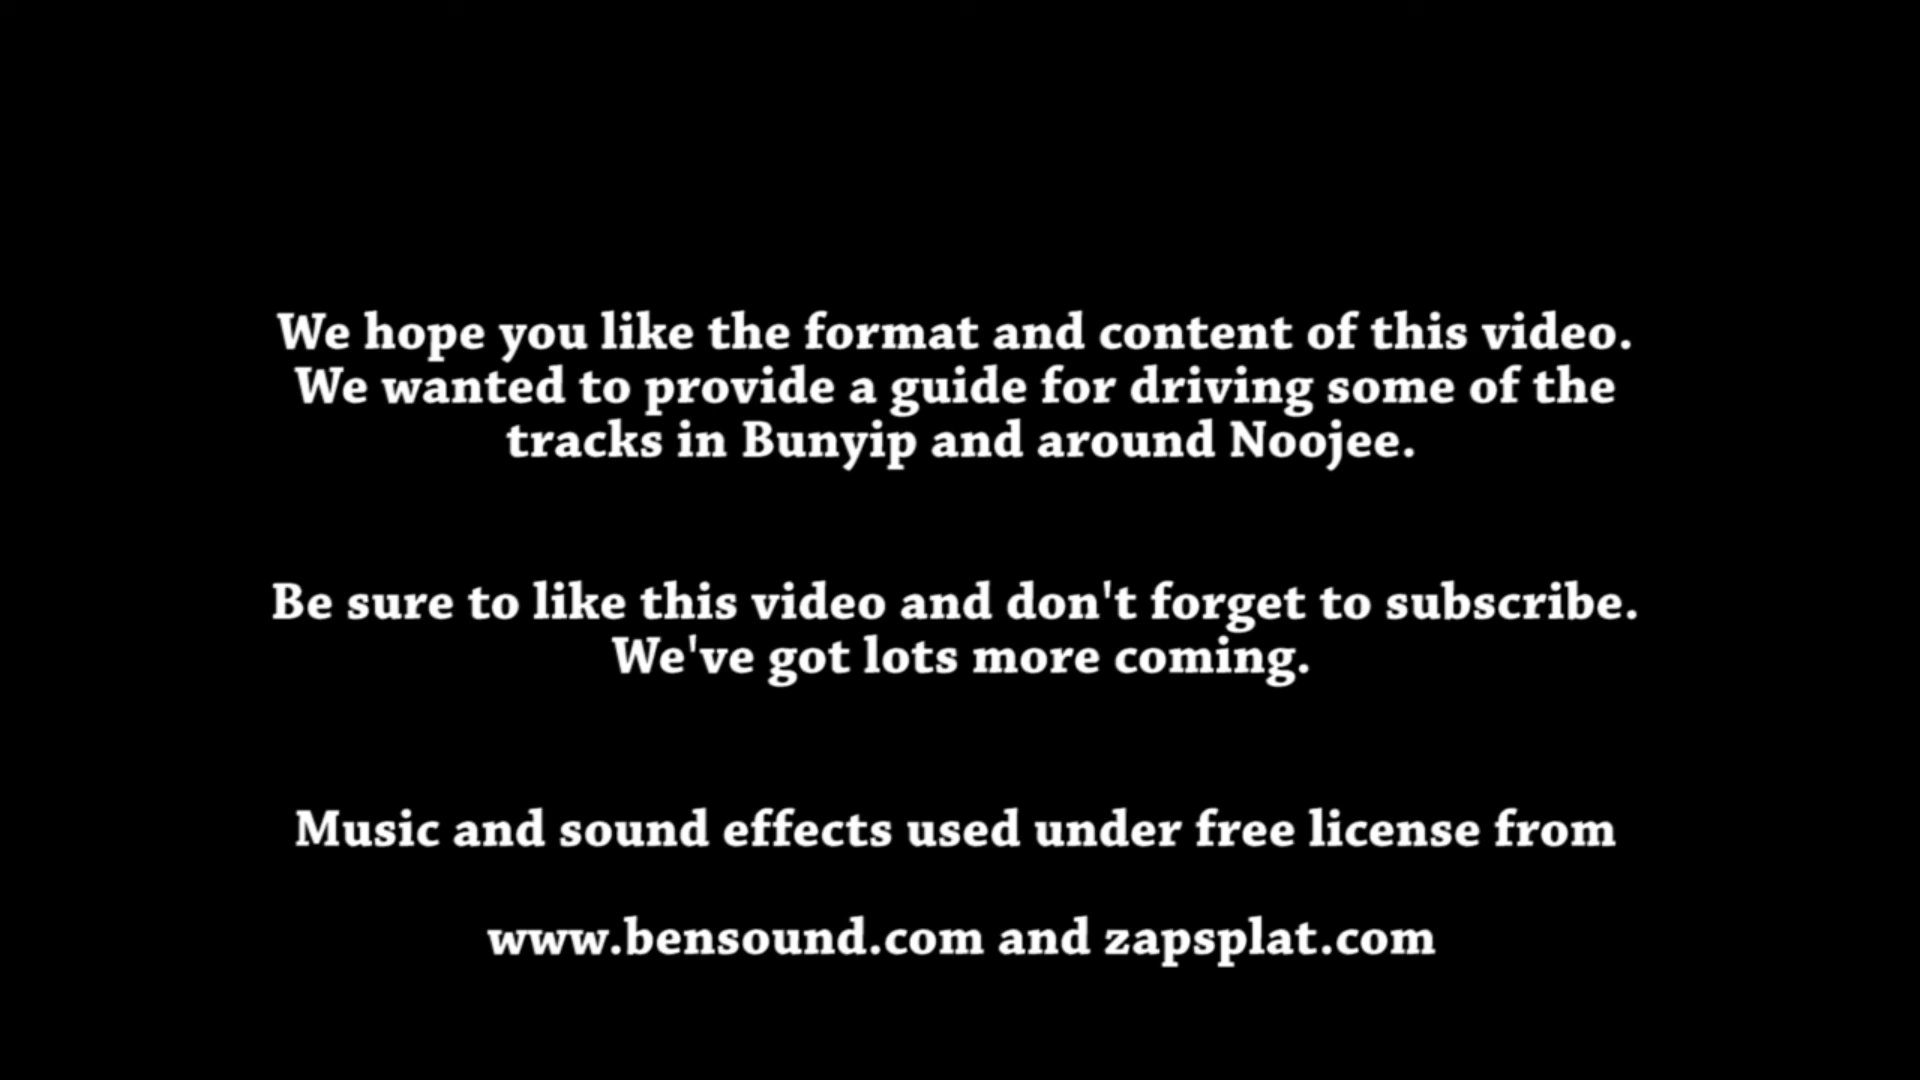 We hope you like the format and content of this video.
We wanted to provide a guide for driving some of the
tracks in Bunyip and around Noojee.
Be sure to like this video and don't forget to subscribe.
We've got lots more coming.
Music and sound effects used under free license from
www.bensound.com and zapsplat.com